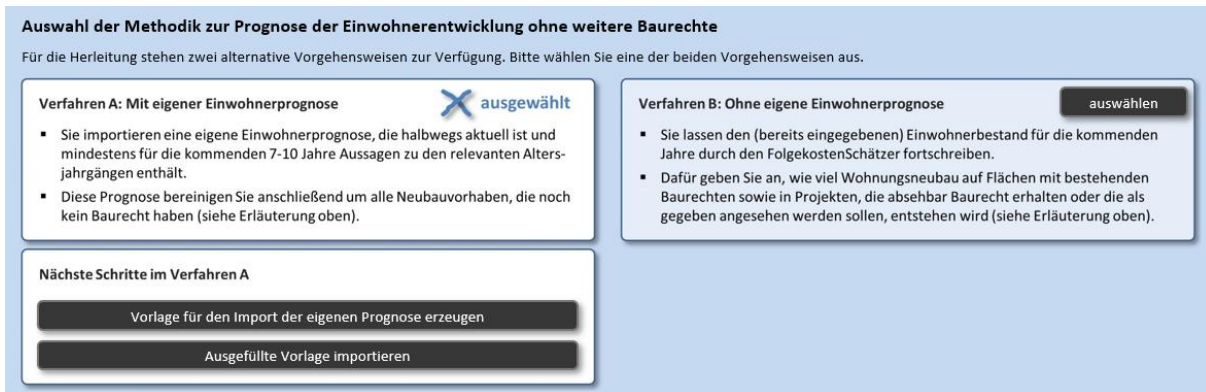 Auswahl der Methodik zur Prognose der Einwohnerentwicklung ohne weitere Baurechte
Für die Herleitung stehen zwei alternative Vorgehensweisen zur Verfügung. Bitte wählen Sie eine der beiden Vorgehensweisen aus.
Verfahren A: Mit eigener Einwohnerprognose
ausgewählt
▪ Sie importieren eine eigene Einwohnerprognose, die halbwegs aktuell ist und
mindestens für die kommenden 7-10 Jahre Aussagen zu den relevanten Alters-
jahrgängen enthält.
▪ Diese Prognose bereinigen Sie anschließend um alle Neubauvorhaben, die noch
kein Baurecht haben (siehe Erläuterung oben).
Verfahren B: Ohne eigene Einwohnerprognose
auswählen
▪ Sie lassen den (bereits eingegebenen) Einwohnerbestand für die kommenden
Jahre durch den FolgekostenSchätzer fortschreiben.
▪ Dafür geben Sie an, wie viel Wohnungsneubau auf Flächen mit bestehenden
Baurechten sowie in Projekten, die absehbar Baurecht erhalten oder die als
gegeben angesehen werden sollen, entstehen wird (siehe Erläuterung oben).
Nächste Schritte im Verfahren A
Vorlage für den Import der eigenen Prognose erzeugen
Ausgefüllte Vorlage importieren